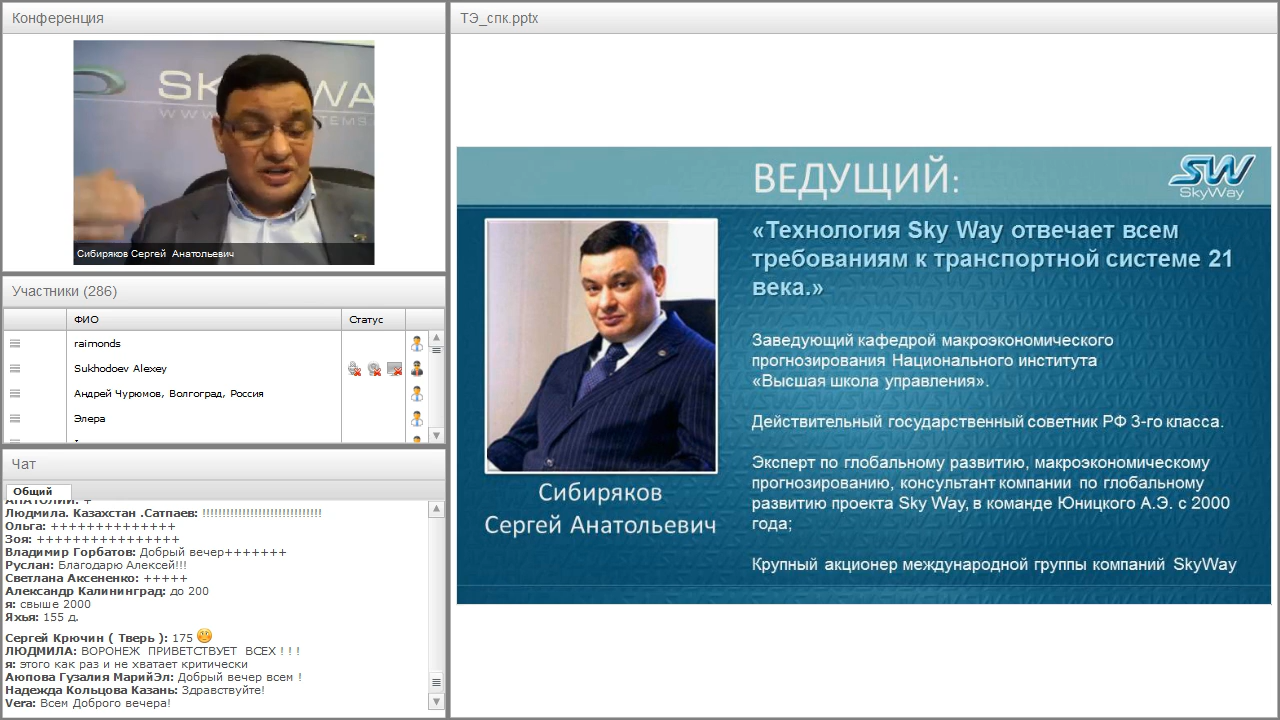 Конференция
SK WA
WWW. TEMS.
Сибиряков Сергей Анатольевич
Участники (286)
ФИО
Статус
raimonds
Sukhodoev Alexey
Андрей Чурюмов, Волгоград, Россия
Элера
Чат
Общий
АНАТОЛИЙ: +
Людмила. Казахстан .Сатпаев: !!!!!!!!!!!!!!!!!!!!!!!!!!!!!!
Ольга: ++++++++++++++
Зоя: ++++++++++++++++
Владимир Горбатов: Добрый вечер+++++++
Руслан: Благодарю Алексей!!!
Светлана Аксененко: +++++
Александр Калининград: до 200
я: свыше 2000
Яхья: 155 д.
Сергей Крючин ( Тверь ): 175
ЛЮДМИЛА: ВОРОНЕЖ ПРИВЕТСТВУЕТ ВСЕХ ! ! !
я: этого как раз и не хватает критически
Аюпова Гузалия МарийЭл: Добрый вечер всем !
Надежда Кольцова Казань: Здравствуйте!
Vera: Всем Доброго вечера!
ТЭ_спк.pptx
ВЕДУЩИЙ:
SW
SkyWay
«Технология Sky Way отвечает всем
требованиям к транспортной системе 21
века.»
Заведующий кафедрой макроэкономического
прогнозирования Национального института
«Высшая школа управления».
Действительный государственный советник РФ 3-го класса.
Эксперт по глобальному развитию, макроэкономическому
прогнозированию, консультант компании по глобальному
развитию проекта Sky Way, в команде Юницкого А.Э. с 2000
года;
Крупный акционер международной группы компаний SkyWay
Сибиряков
Сергей Анатольевич